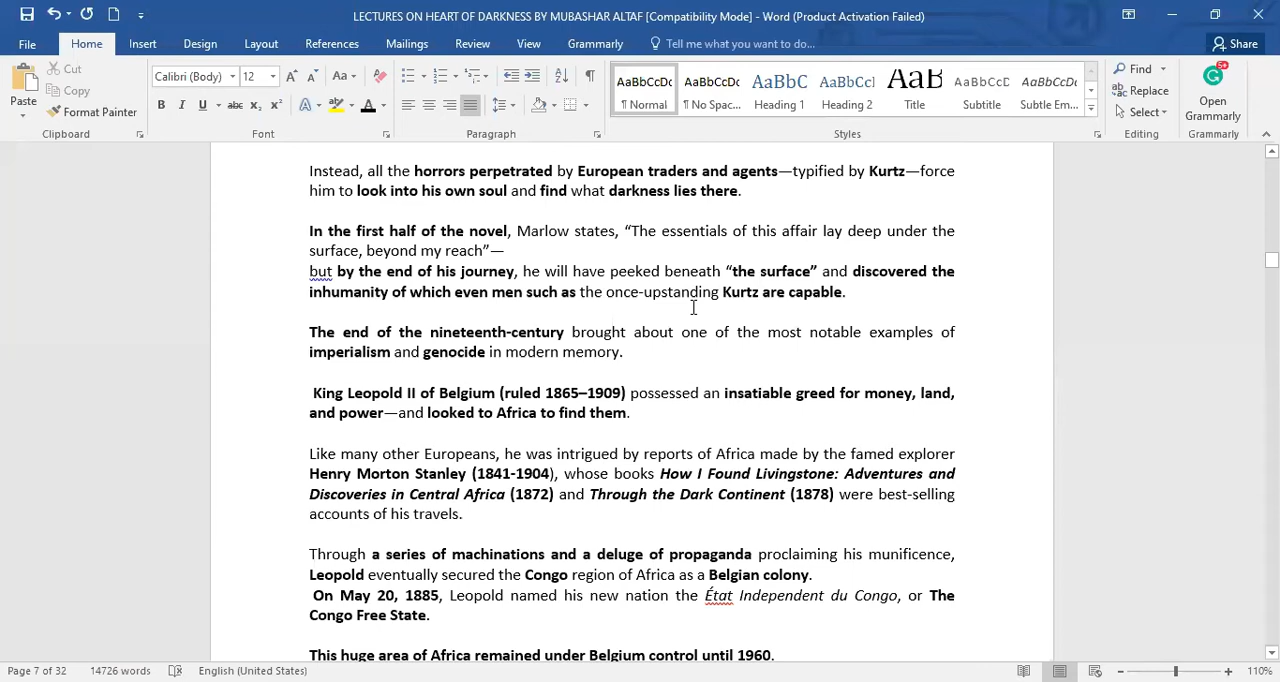 LECTURES ON HEART OF DARKNESS BY MUBASHAR ALTAF [Compatibility Mode] - Word (Product Activation Failed)
File Home Insert Design Layout References Mailings Review View Grammarly Tell me what you want to do... Share
Paste
Cut
Copy
Format Painter
Clipboard
Calibri (Body) 12
Font
Paragraph
AaBbCcDc ¶ Normal
AaBbCcDc ¶ No Spac...
AaBbC Heading 1
AaBbCcI Heading 2
AaB Title
AaBbCcD Subtitle
AaBbCcDc Subtle Em...
Styles
Find
Replace
Select
Editing
5+
Open Grammarly
Grammarly
Instead, all the horrors perpetrated by European traders and agents—typified by Kurtz—force
him to look into his own soul and find what darkness lies there.
In the first half of the novel, Marlow states, “The essentials of this affair lay deep under the
surface, beyond my reach”—
but by the end of his journey, he will have peeked beneath “the surface” and discovered the
inhumanity of which even men such as the once-upstanding Kurtz are capable.
The end of the nineteenth-century brought about one of the most notable examples of
imperialism and genocide in modern memory.
King Leopold II of Belgium (ruled 1865–1909) possessed an insatiable greed for money, land,
and power—and looked to Africa to find them.
Like many other Europeans, he was intrigued by reports of Africa made by the famed explorer
Henry Morton Stanley (1841-1904), whose books How I Found Livingstone: Adventures and
Discoveries in Central Africa (1872) and Through the Dark Continent (1878) were best-selling
accounts of his travels.
Through a series of machinations and a deluge of propaganda proclaiming his munificence,
Leopold eventually secured the Congo region of Africa as a Belgian colony.
On May 20, 1885, Leopold named his new nation the État Independent du Congo, or The
Congo Free State.
This huge area of Africa remained under Belgium control until 1960.
Page 7 of 32 14726 words English (United States) 110%